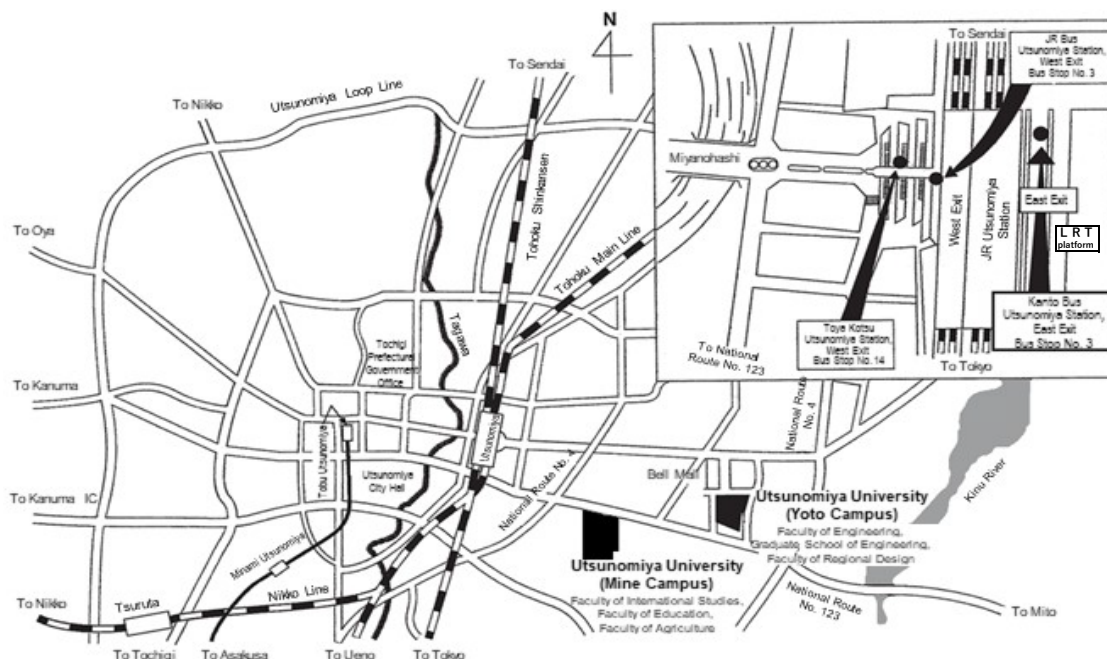 N
To Sendai
To Nikko
Utsunomiya Loop Line
Tohoku Shinkansen
Tohoku Main Line
To Oya
Tagawa
Tochigi
Prefectural
Government
Office
To Kanuma
Utsunomiya
Tobu Utsunomiya
Utsunomiya
City Hall
To Kanuma IC
National Route No. 4
Minami Utsunomiya
Nikko Line
To Nikko
Tsuruta
To Tochigi
To Asakusa
To Ueno
To Tokyo
To Sendai
JR Bus
Utsunomiya Station,
West Exit
Bus Stop No. 3
Miyanohashi
West Exit
JR Utsunomiya
Station
East Exit
LRT
platform
Toya Kotsu
Utsunomiya Station,
West Exit
Bus Stop No. 14
Kanto Bus
Utsunomiya Station,
East Exit
Bus Stop No. 3
To Tokyo
To National
Route No. 123
National Route
No. 4
Bell Mall
Kinu River
Utsunomiya University
(Yoto Campus)
Faculty of Engineering,
Graduate School of Engineering,
Faculty of Regional Design
Utsunomiya University
(Mine Campus)
Faculty of International Studies,
Faculty of Education,
Faculty of Agriculture
National Route
No. 123
To Mito